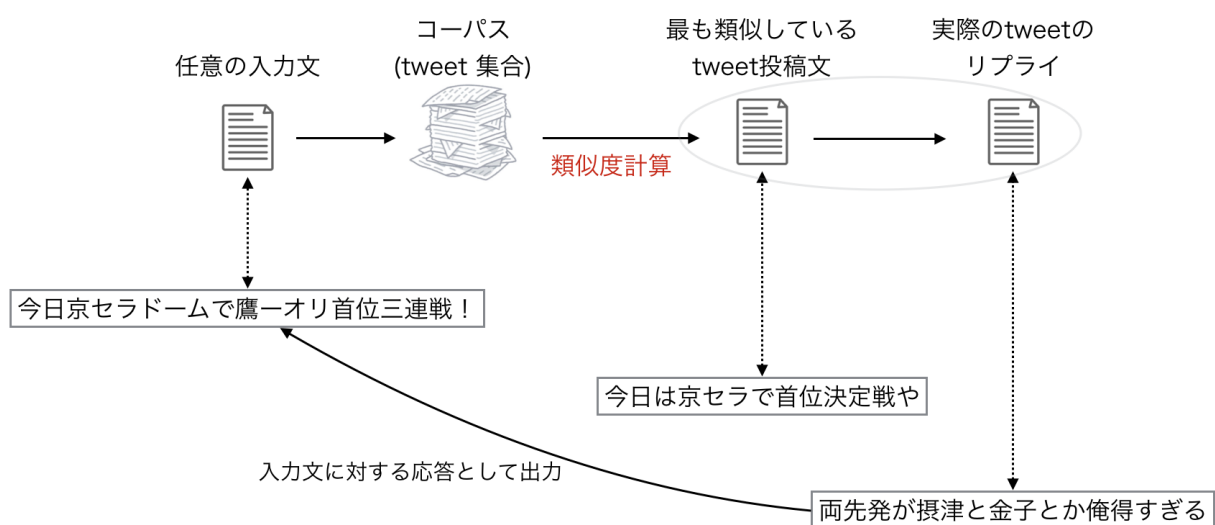 任意の入力文
コーパス
(tweet 集合)
最も類似している
tweet投稿文
実際のtweetの
リプライ
類似度計算
今日京セラドームで鷹ーオリ首位三連戦！
今日は京セラで首位決定戦や
入力文に対する応答として出力
両先発が摂津と金子とか俺得すぎる